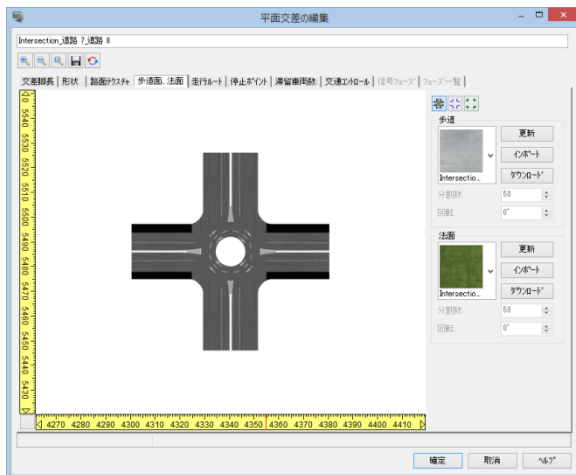 平面交差の編集
Intersection_道路 7_道路 8
交差脚長 形状 路面テクスチャ 歩道面、法面 走行ルート 停止ポイント 滞留車両数 交通コントロール 信号フェーズ フェーズ一覧
歩道
更新
インポート
ダウンロード
Intersectio...
分割数: 50
回転: 0°
法面
更新
インポート
ダウンロード
Intersectio...
分割数: 50
回転: 0°
5540
5530
5520
5510
5500
5490
5480
5470
5460
5450
5440
5430
4270 4280 4290 4300 4310 4320 4330 4340 4350 4360 4370 4380 4390 4400 4410
確定 取消 ヘルプ